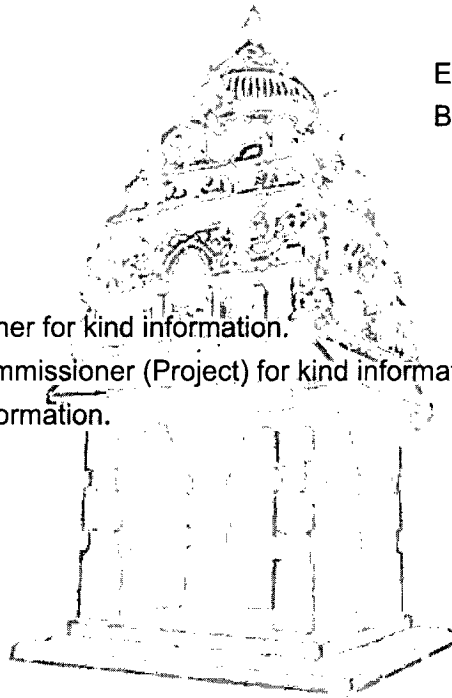 E
B
ner for kind information.
mmissioner (Project) for kind informat
ormation.